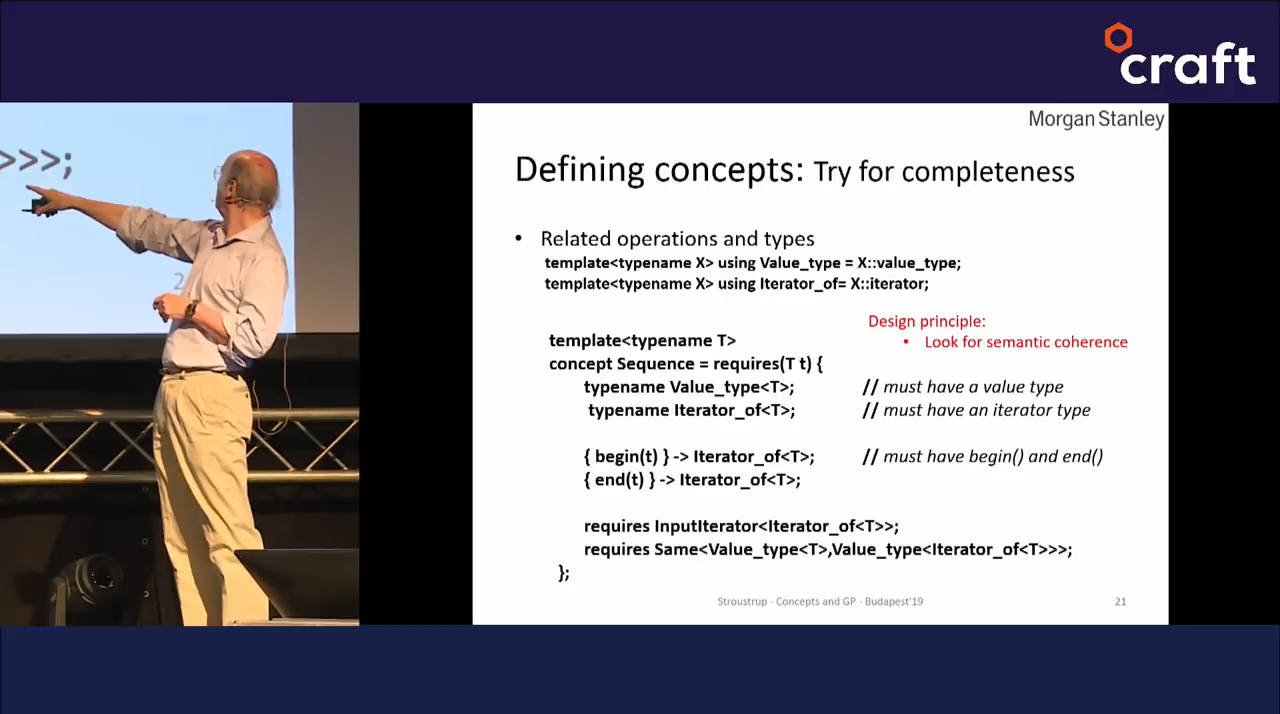 craft
Morgan Stanley
>>>;
2
Defining concepts: Try for completeness
• Related operations and types
template<typename X> using Value_type = X::value_type;
template<typename X> using Iterator_of= X::iterator;
Design principle:
• Look for semantic coherence
template<typename T>
concept Sequence = requires(T t) {
typename Value_type<T>; // must have a value type
typename Iterator_of<T>; // must have an iterator type
{ begin(t) } -> Iterator_of<T>; // must have begin() and end()
{ end(t) } -> Iterator_of<T>;
requires InputIterator<Iterator_of<T>>;
requires Same<Value_type<T>,Value_type<Iterator_of<T>>>;
};
Stroustrup - Concepts and GP - Budapest'19
21